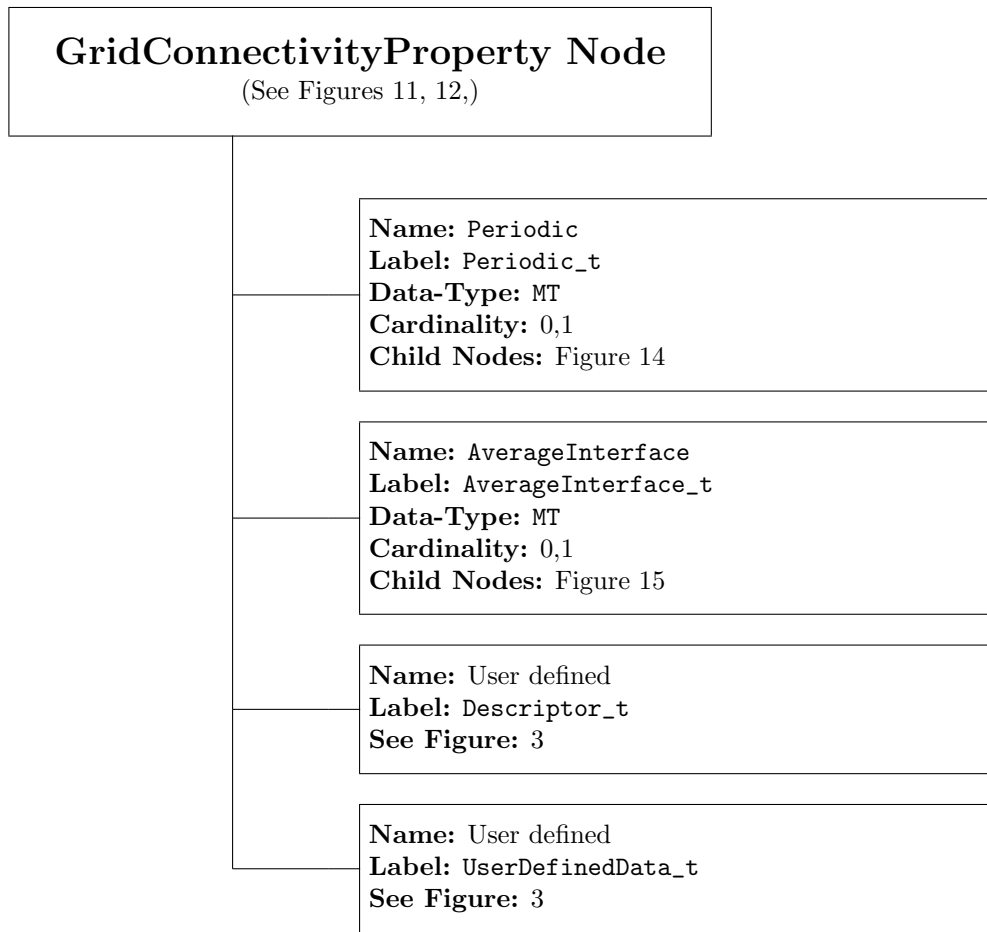 GridConnectivityProperty Node
(See Figures 11, 12,)
Name: Periodic
Label: Periodic_t
Data-Type: MT
Cardinality: 0,1
Child Nodes: Figure 14
Name: AverageInterface
Label: AverageInterface_t
Data-Type: MT
Cardinality: 0,1
Child Nodes: Figure 15
Name: User defined
Label: Descriptor_t
See Figure: 3
Name: User defined
Label: UserDefinedData_t
See Figure: 3